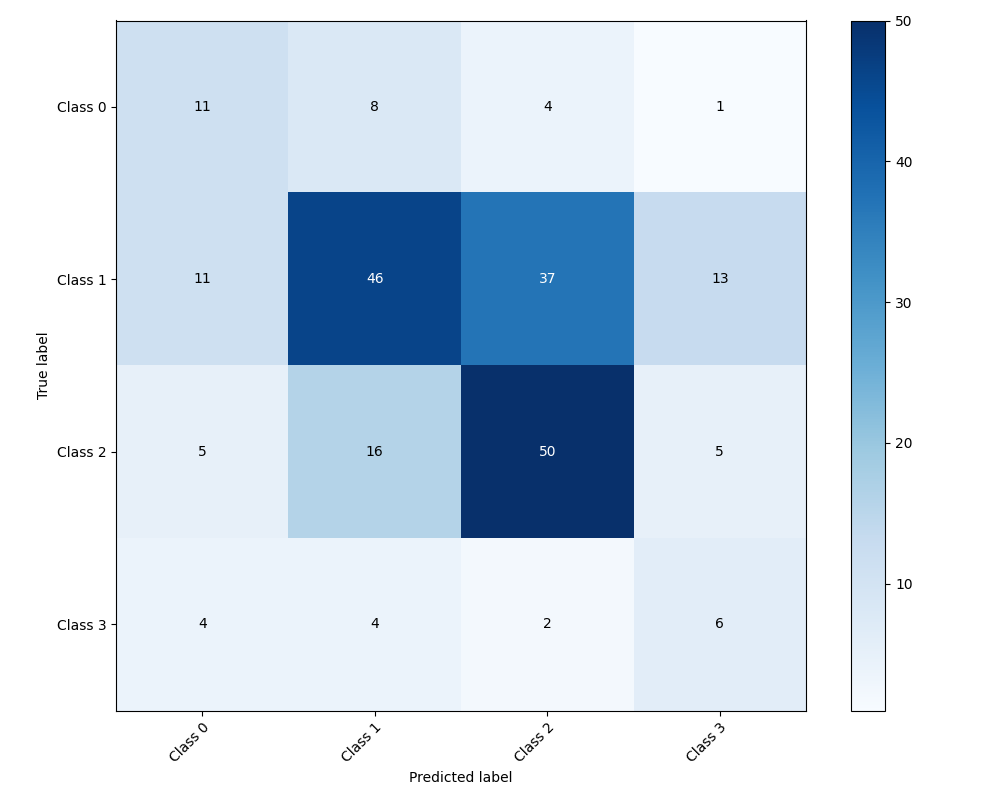 Class 0 11 8 4 1
Class 1 11 46 37 13
Class 2 5 16 50 5
Class 3 4 4 2 6
Class 0 Class 1 Class 2 Class 3
Predicted label
True label
50
40
30
20
10